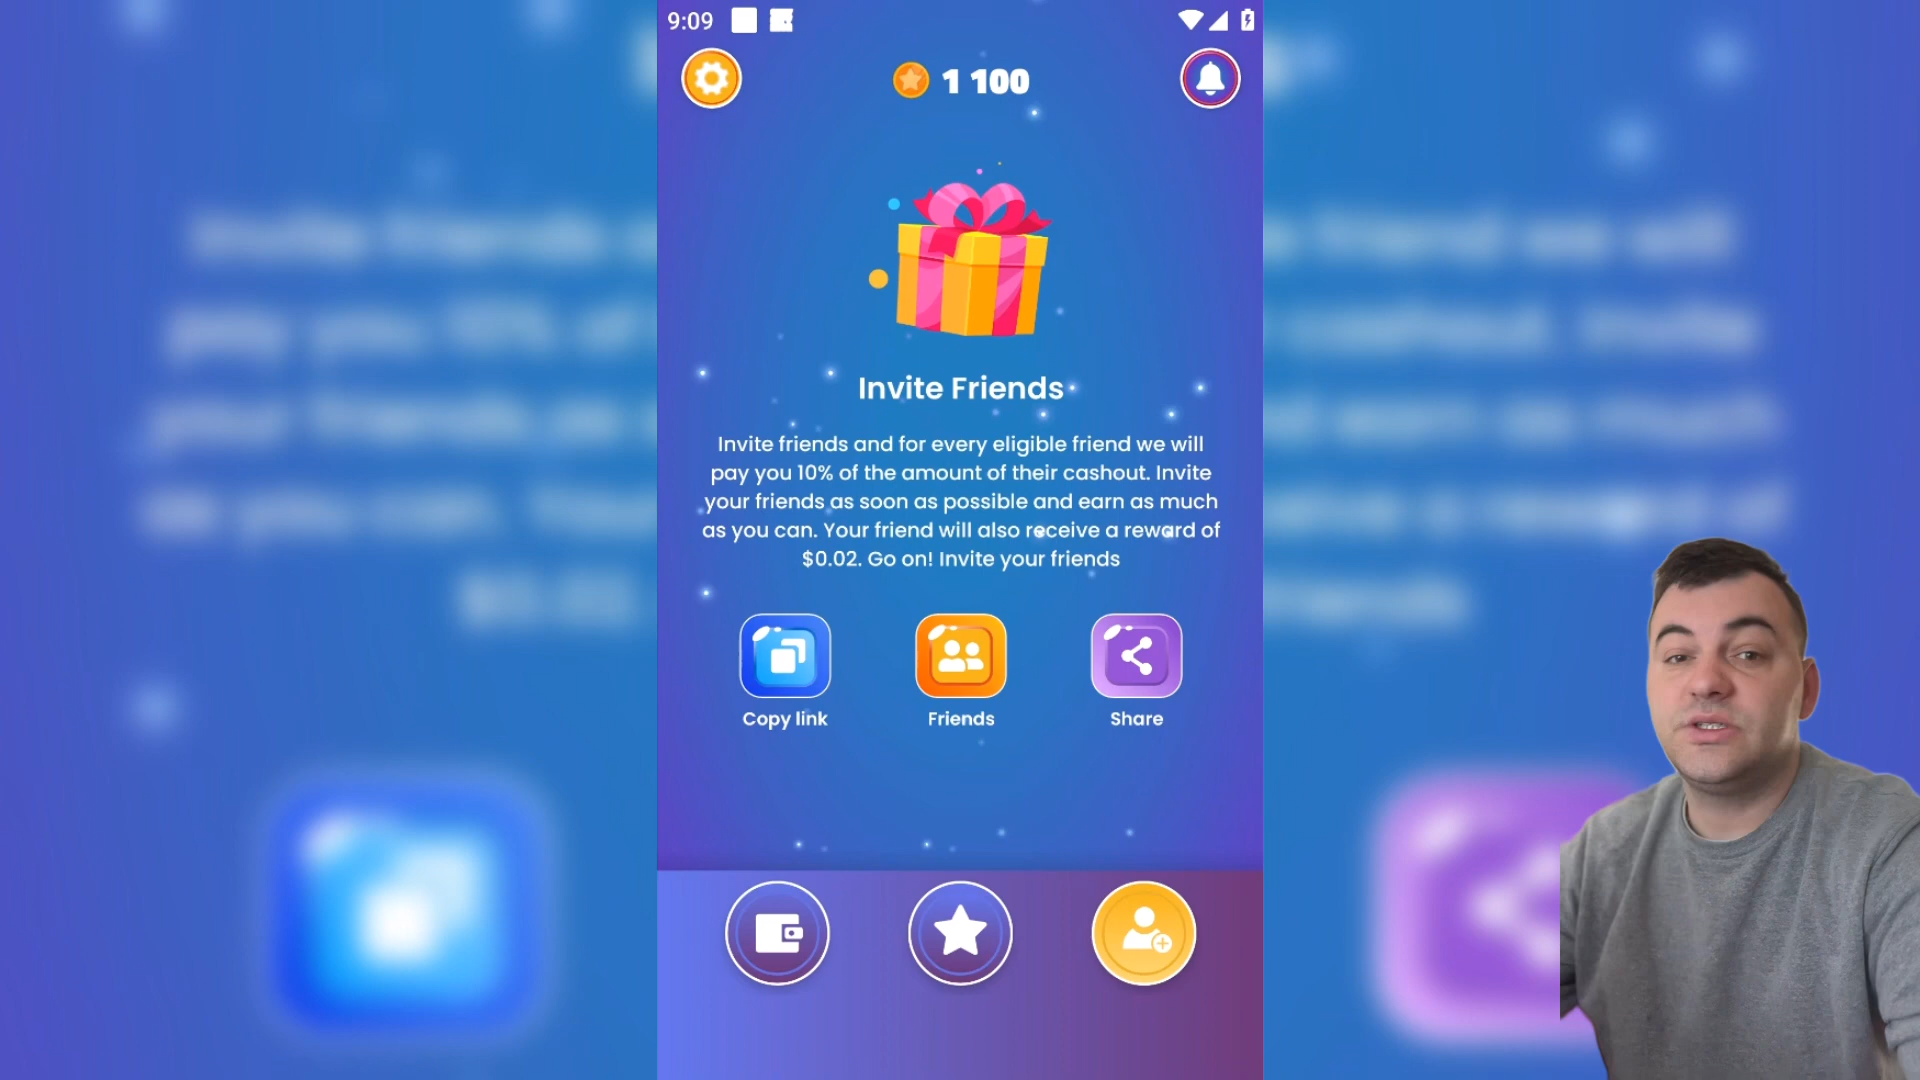 9:09
1 100
Invite Friends
Invite friends and for every eligible friend we will
pay you 10% of the amount of their cashout. Invite
your friends as soon as possible and earn as much
as you can. Your friend will also receive a reward of
$0.02. Go on! Invite your friends
Copy link
Friends
Share